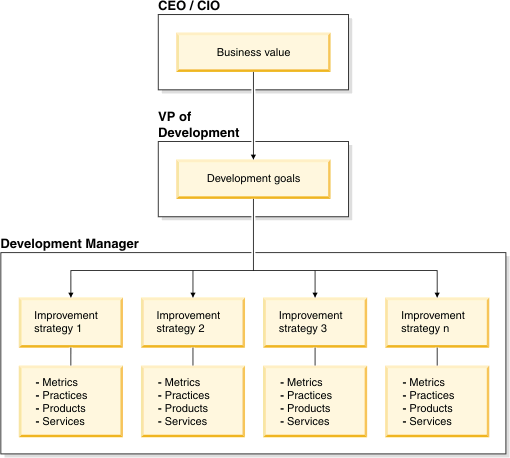 CEO / CIO
Business value
VP of
Development
Development goals
Development Manager
Improvement
strategy 1
Improvement
strategy 2
Improvement
strategy 3
Improvement
strategy n
- Metrics
- Practices
- Products
- Services
- Metrics
- Practices
- Products
- Services
- Metrics
- Practices
- Products
- Services
- Metrics
- Practices
- Products
- Services